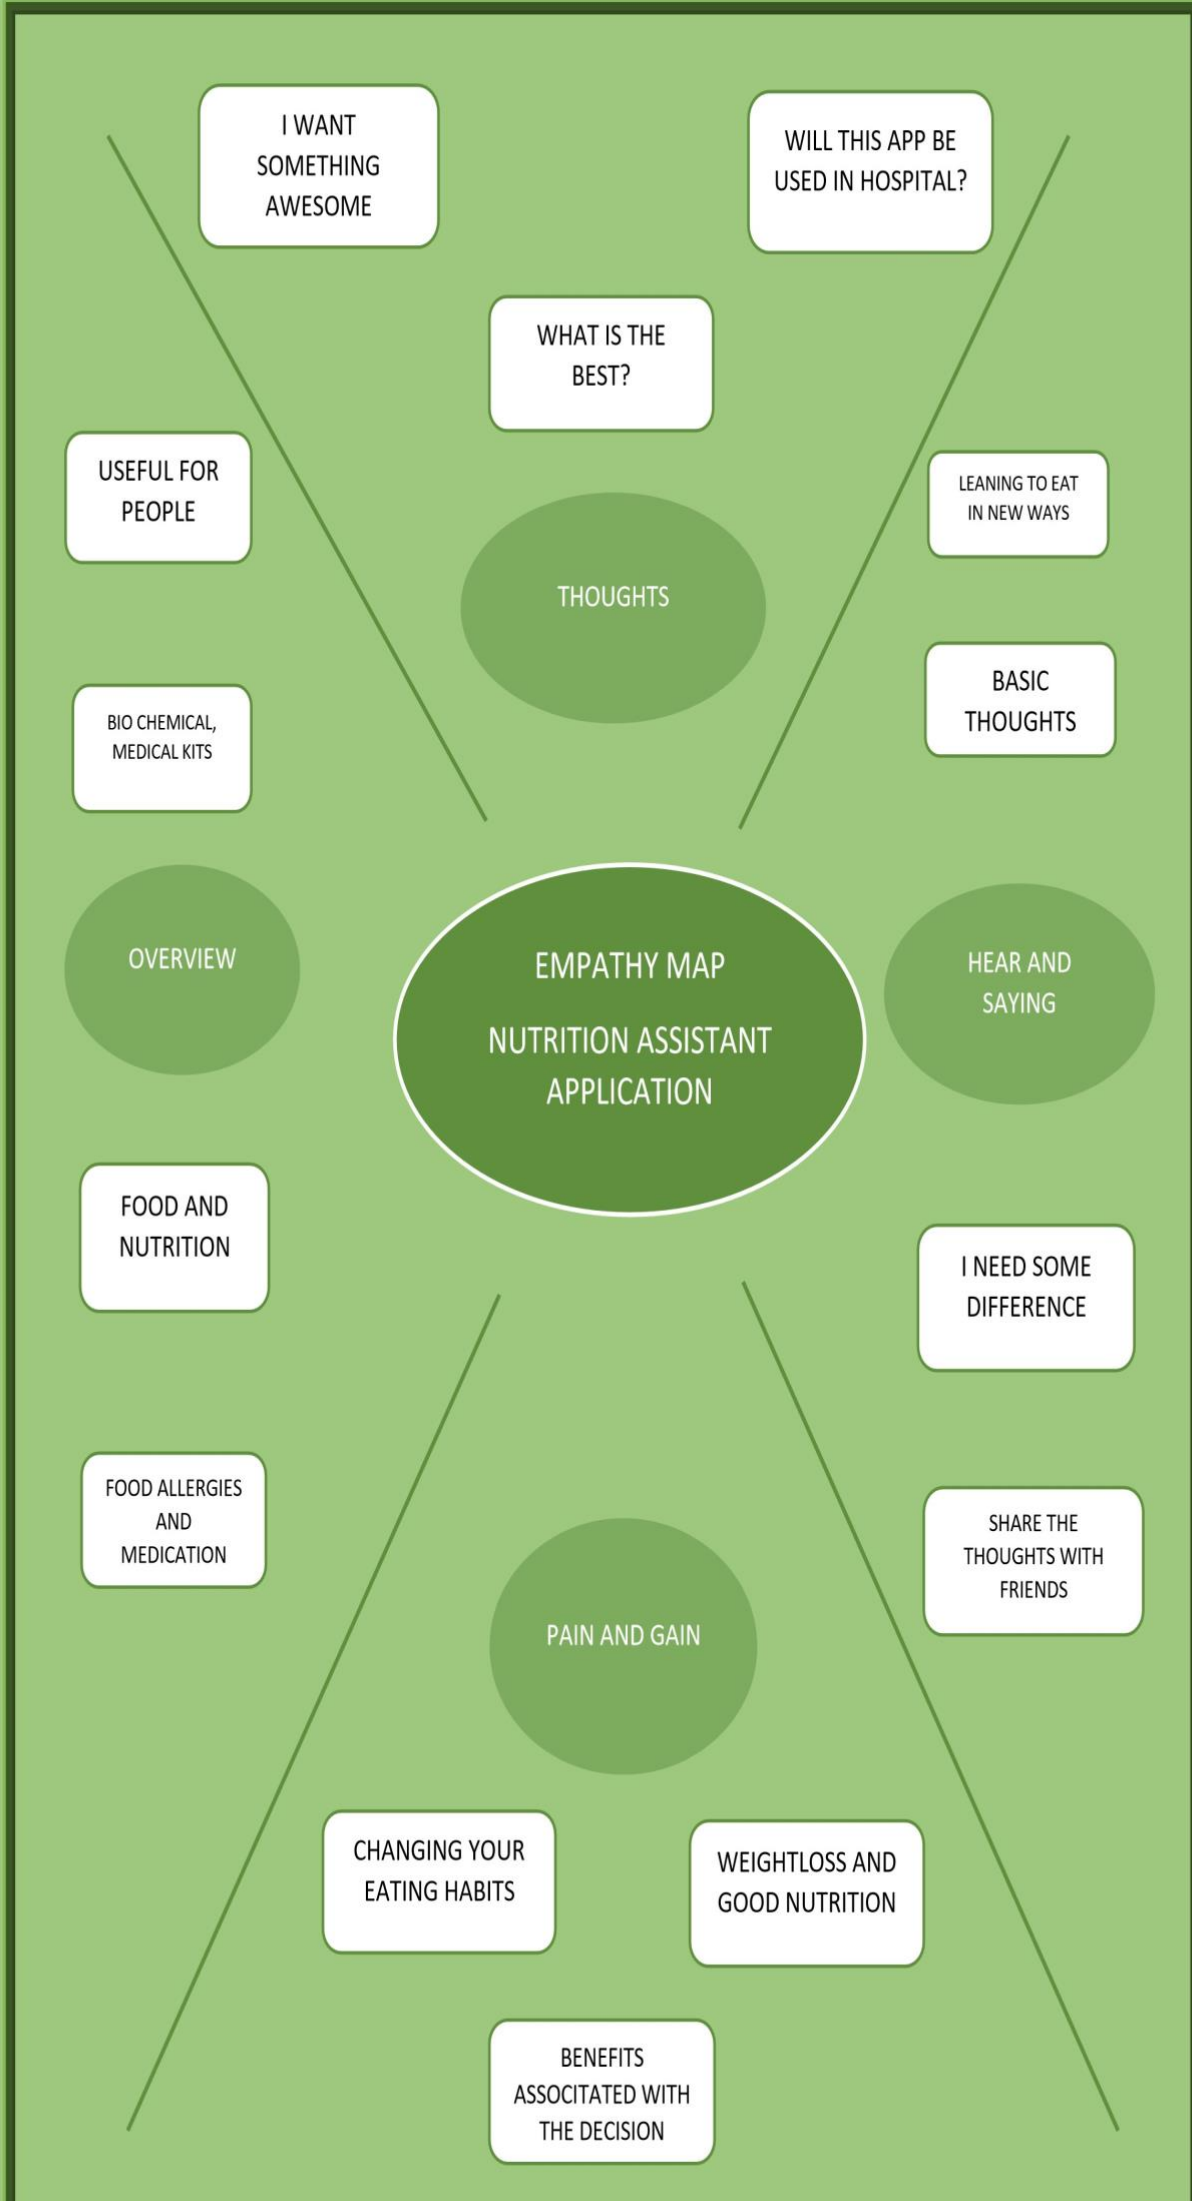 I WANT
SOMETHING
AWESOME
WILL THIS APP BE
USED IN HOSPITAL?
WHAT IS THE
BEST?
USEFUL FOR
PEOPLE
LEANING TO EAT
IN NEW WAYS
THOUGHTS
BIO CHEMICAL,
MEDICAL KITS
BASIC
THOUGHTS
OVERVIEW
EMPATHY MAP
NUTRITION ASSISTANT
APPLICATION
HEAR AND
SAYING
FOOD AND
NUTRITION
I NEED SOME
DIFFERENCE
FOOD ALLERGIES
AND
MEDICATION
SHARE THE
THOUGHTS WITH
FRIENDS
PAIN AND GAIN
CHANGING YOUR
EATING HABITS
WEIGHTLOSS AND
GOOD NUTRITION
BENEFITS
ASSOCITATED WITH
THE DECISION